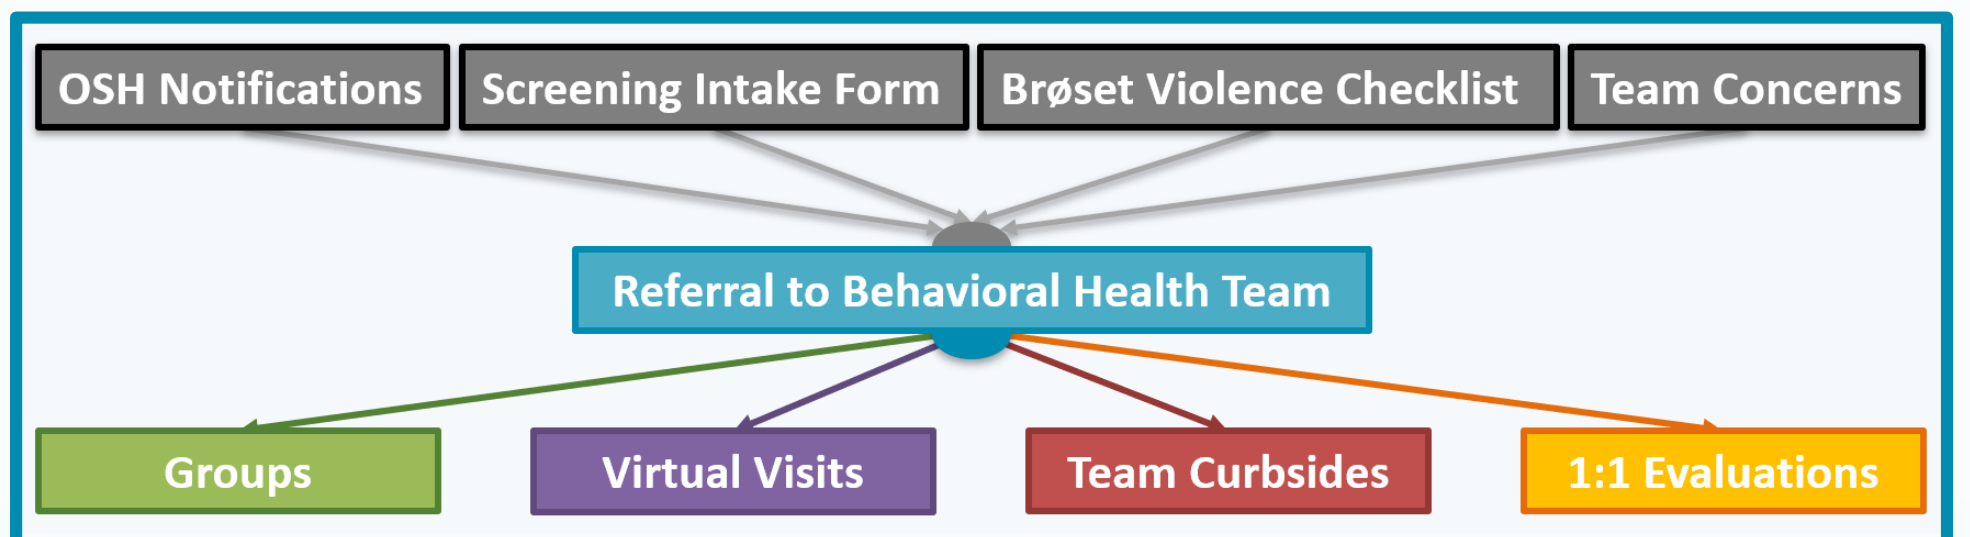 OSH Notifications
Screening Intake Form
Brøset Violence Checklist
Team Concerns
Referral to Behavioral Health Team
Groups
Virtual Visits
Team Curbsides
1:1 Evaluations